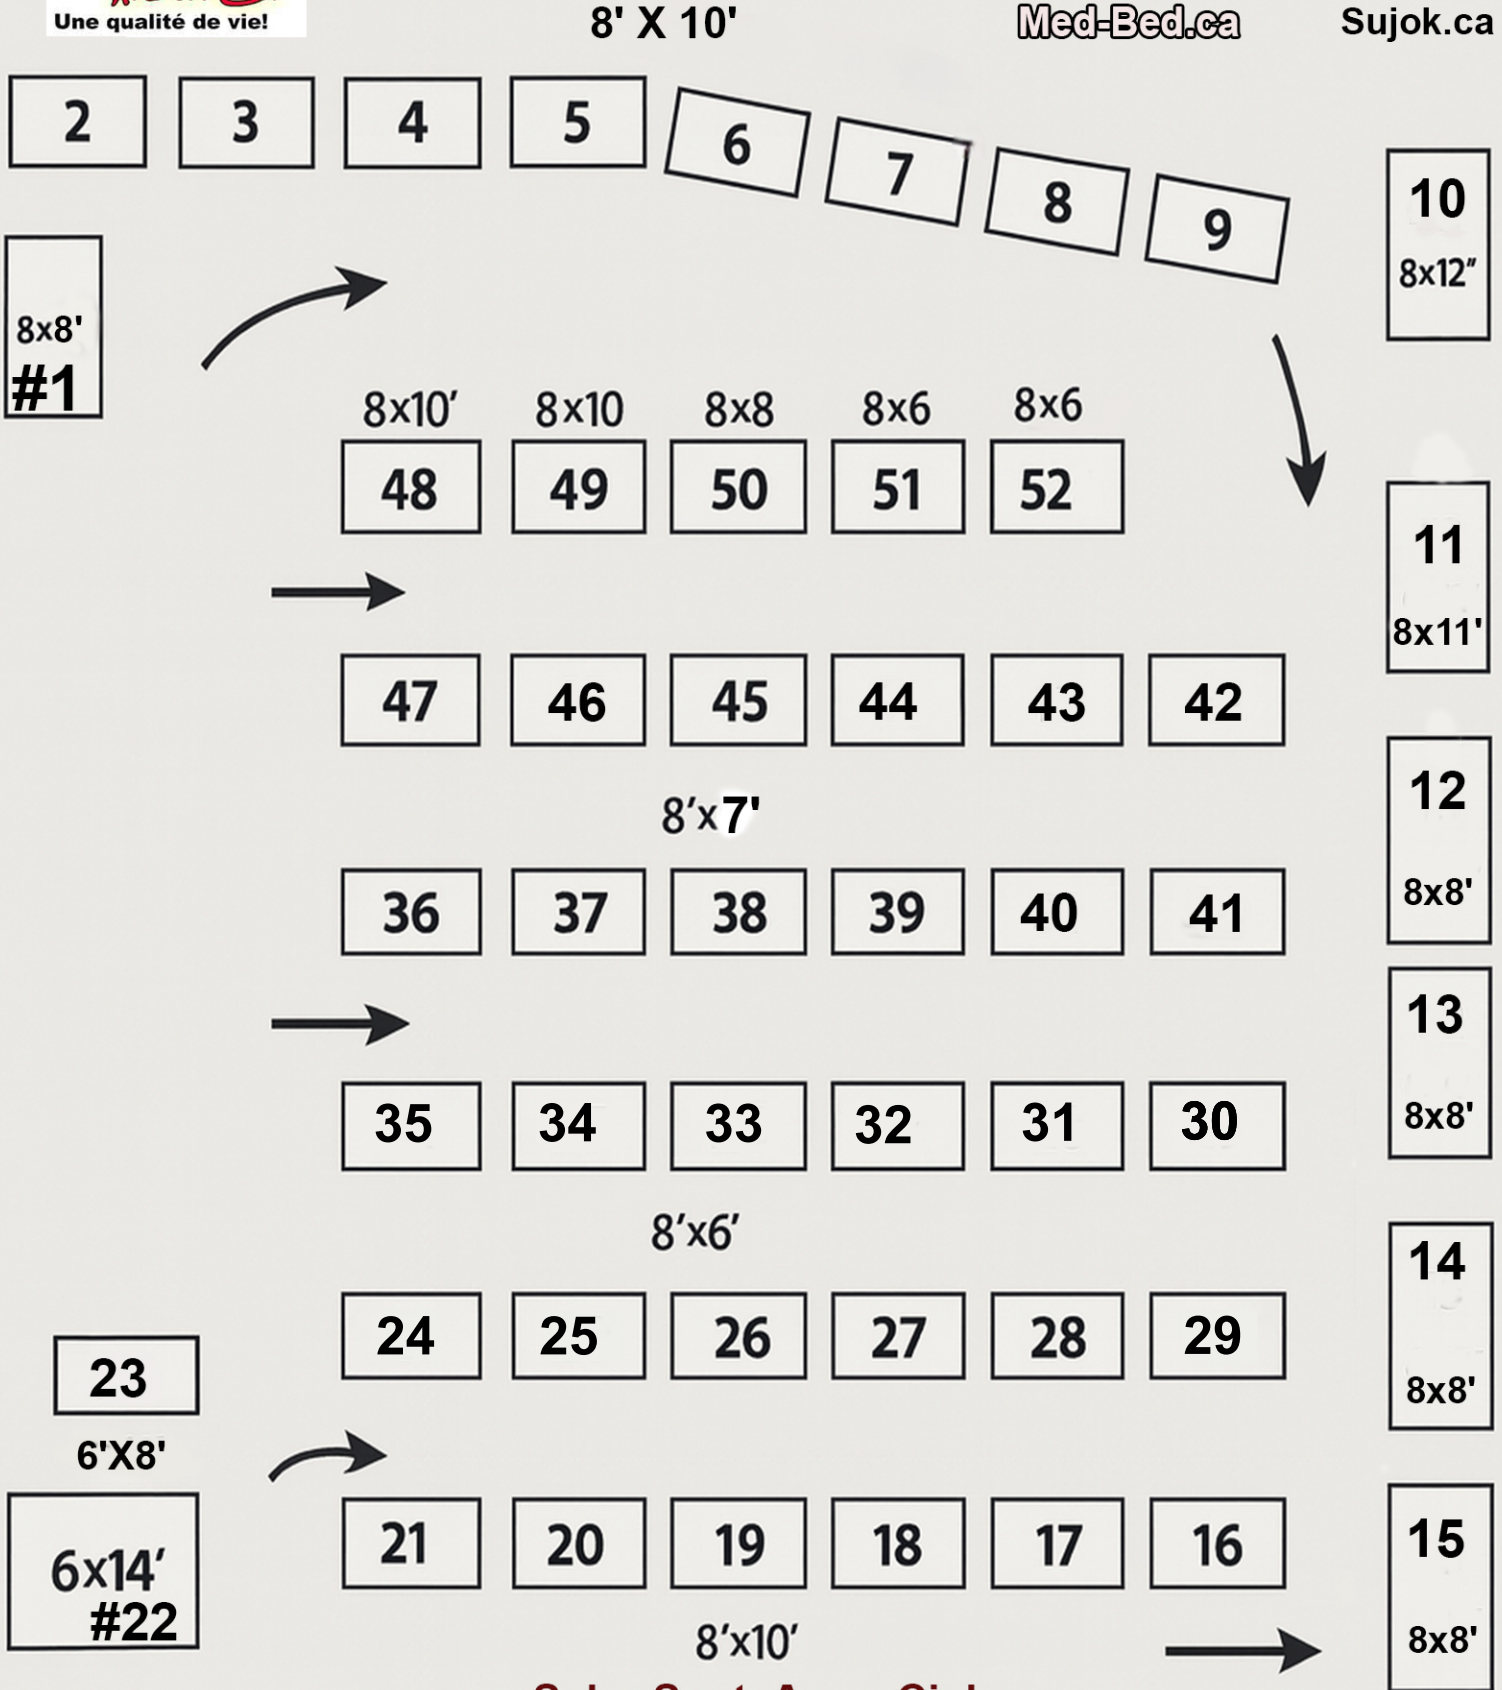 Une qualité de vie!
8' X 10'
Med-Bed.ca
Sujok.ca
2 3 4 5 6 7 8 9
10
8x12"
8x8'
#1
8x10' 8x10 8x8 8x6 8x6
48 49 50 51 52
11
8x11'
47 46 45 44 43 42
8'x7'
12
8x8'
36 37 38 39 40 41
13
8x8'
35 34 33 32 31 30
8'x6'
14
8x8'
24 25 26 27 28 29
23
6'X8'
6x14'
#22
21 20 19 18 17 16
8'x10'
15
8x8'